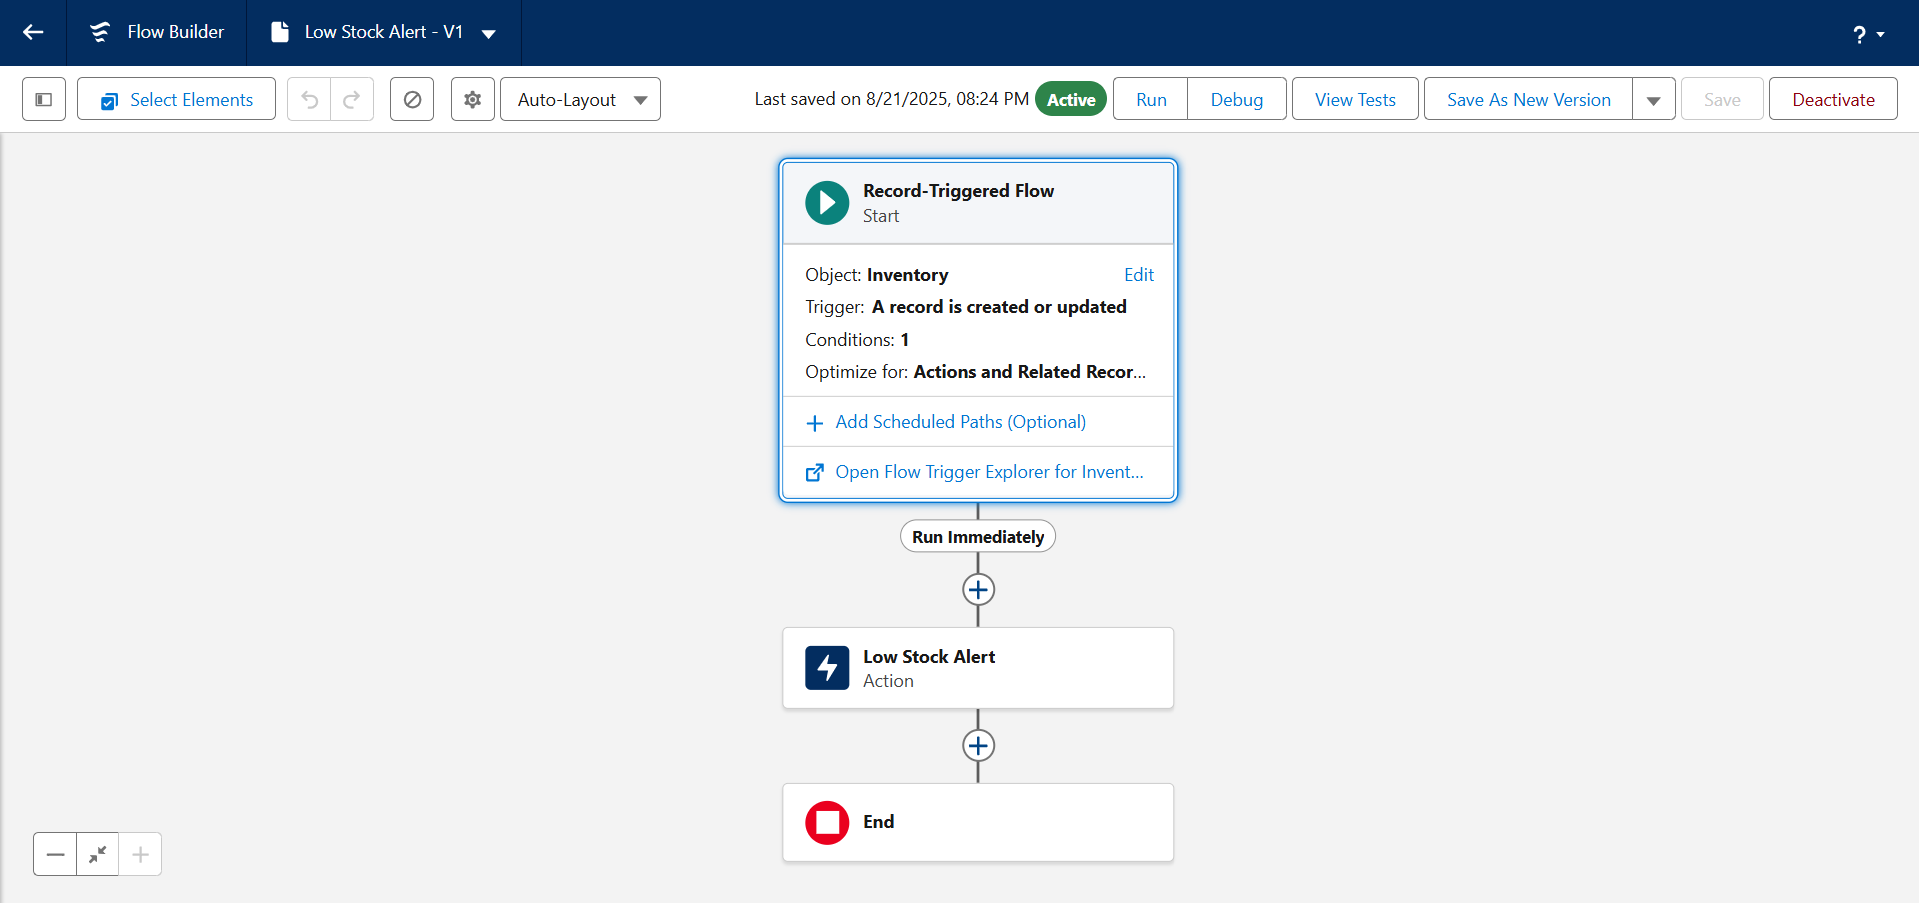 Flow Builder
Low Stock Alert - V1
?
Select Elements
Auto-Layout
Last saved on 8/21/2025, 08:24 PM
Active
Run
Debug
View Tests
Save As New Version
Save
Deactivate
Record-Triggered Flow
Start
Object: Inventory
Edit
Trigger: A record is created or updated
Conditions: 1
Optimize for: Actions and Related Recor...
Add Scheduled Paths (Optional)
Open Flow Trigger Explorer for Invent...
Run Immediately
Low Stock Alert
Action
End